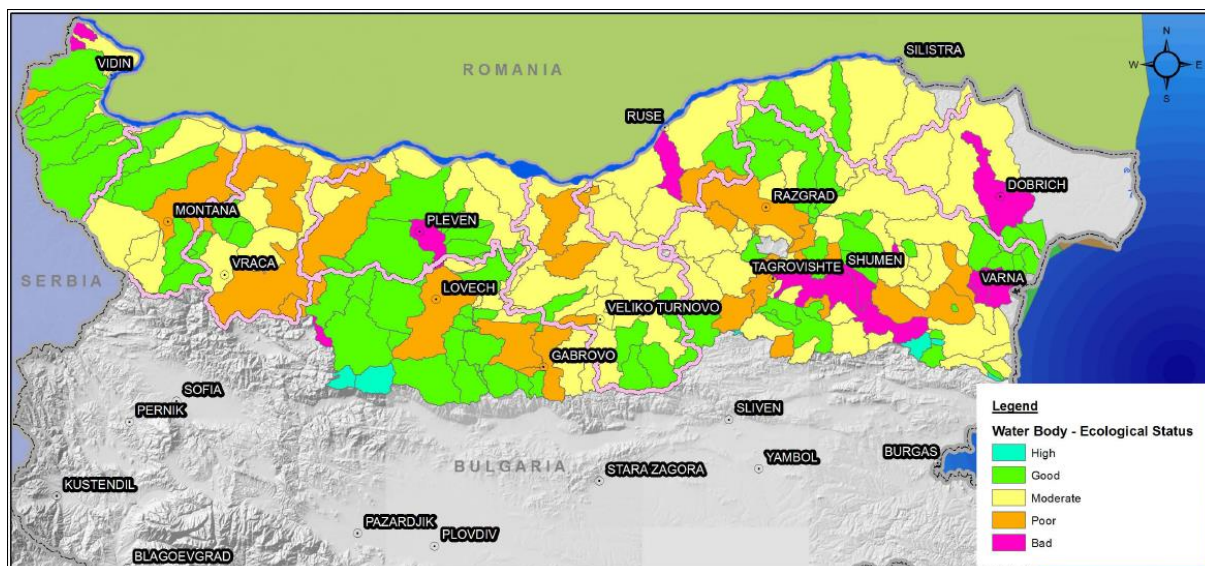 N
W E
S
ROMANIA
SILISTRA
VIDIN
RUSE
DOBRICH
RAZGRAD
MONTANA
PLEVEN
VRACA
SHUMEN
TAGROVISHTE
VARNA
SERBIA
LOVECH
VELIKO TURNOVO
GABROVO
SOFIA
PERNIK
SLIVEN
BULGARIA
STARA ZAGORA
YAMBOL
BURGAS
KUSTENDIL
PAZARDJIK
PLOVDIV
BLAGOEVGRAD
Legend
Water Body - Ecological Status
High
Good
Moderate
Poor
Bad